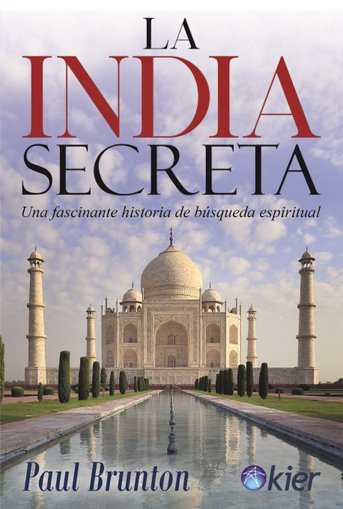 LA
INDIA
SECRETA
Una fascinante historia de búsqueda espiritual
Paul Brunton
kier